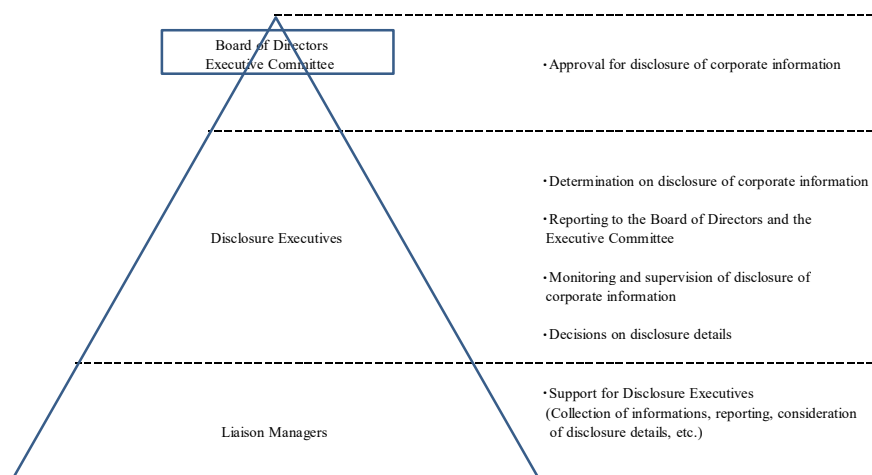 Board of Directors
Executive Committee
・Approval for disclosure of corporate information
・Determination on disclosure of corporate information
・Reporting to the Board of Directors and the
Executive Committee
Disclosure Executives
・Monitoring and supervision of disclosure of
corporate information
・Decisions on disclosure details
・Support for Disclosure Executives
(Collection of informations, reporting, consideration
of disclosure details, etc.)
Liaison Managers